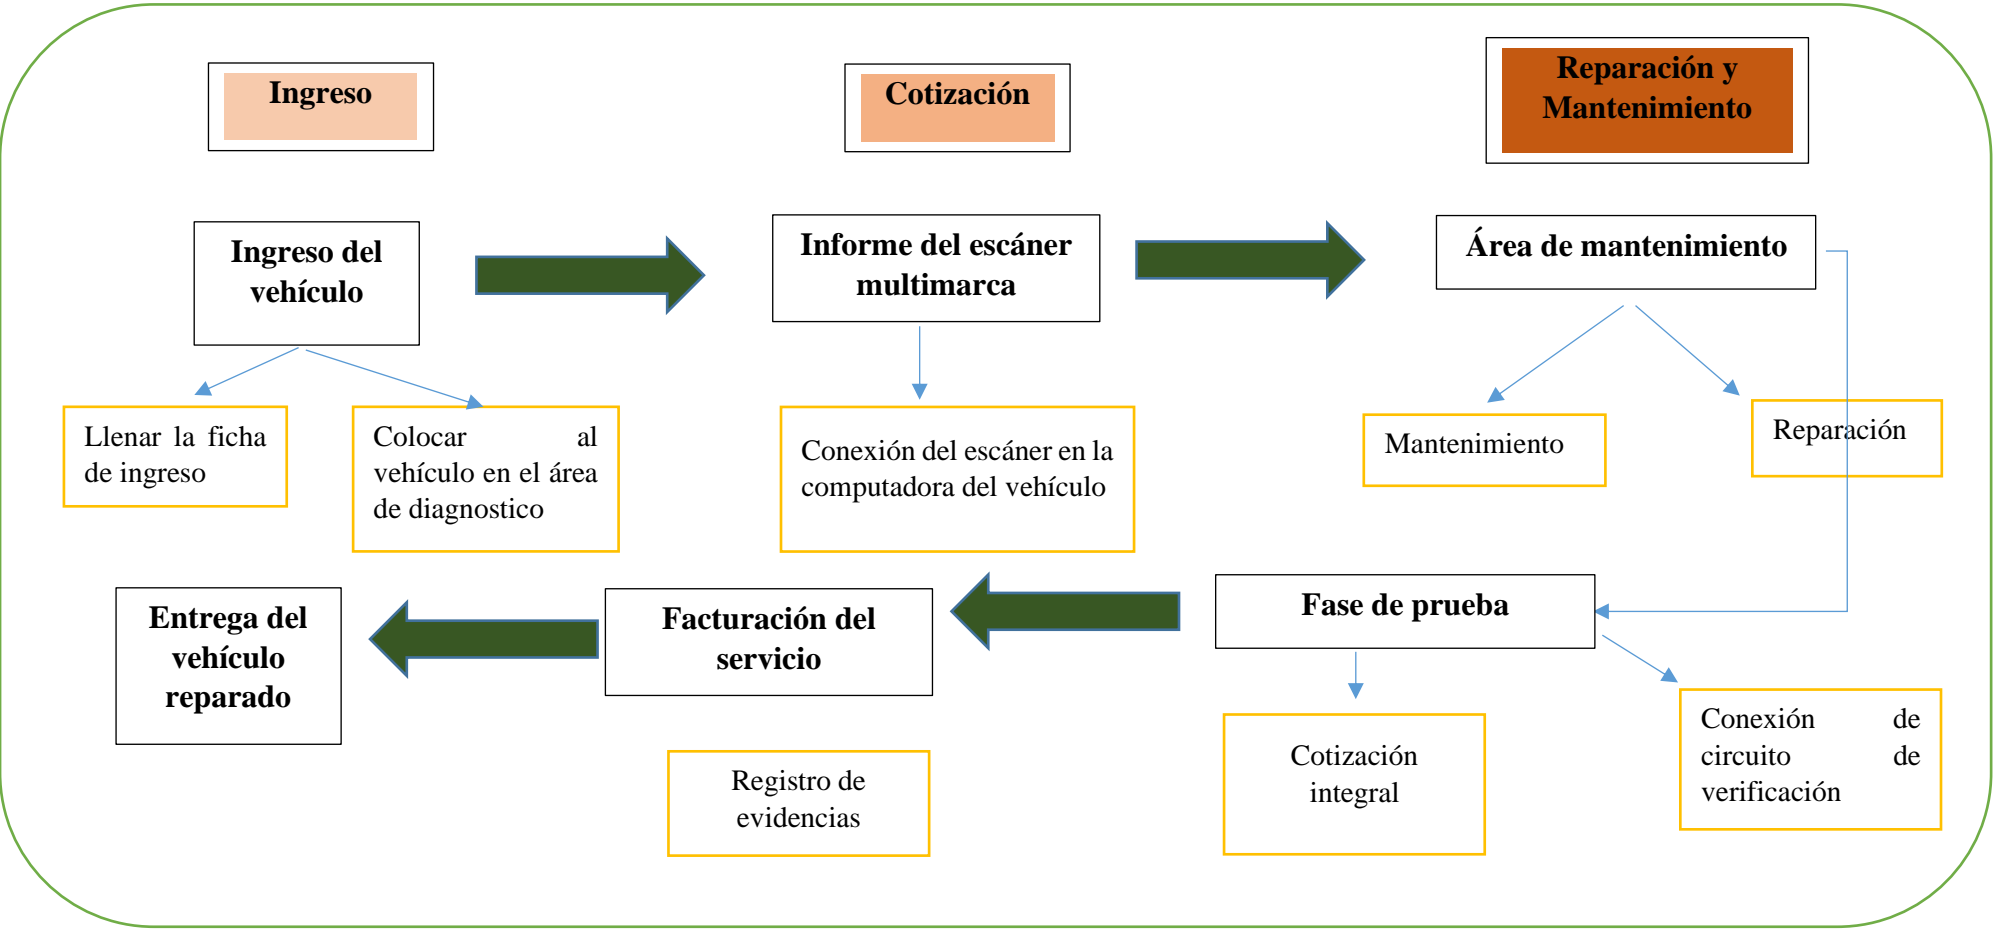 Ingreso
Cotización
Reparación y
Mantenimiento
Ingreso del
vehículo
Informe del escáner
multimarca
Área de mantenimiento
Llenar la ficha
de ingreso
Colocar al
vehículo en el área
de diagnostico
Conexión del escáner en la
computadora del vehículo
Mantenimiento
Reparación
Entrega del
vehículo
reparado
Facturación del
servicio
Fase de prueba
Registro de
evidencias
Cotización
integral
Conexión de
circuito de
verificación